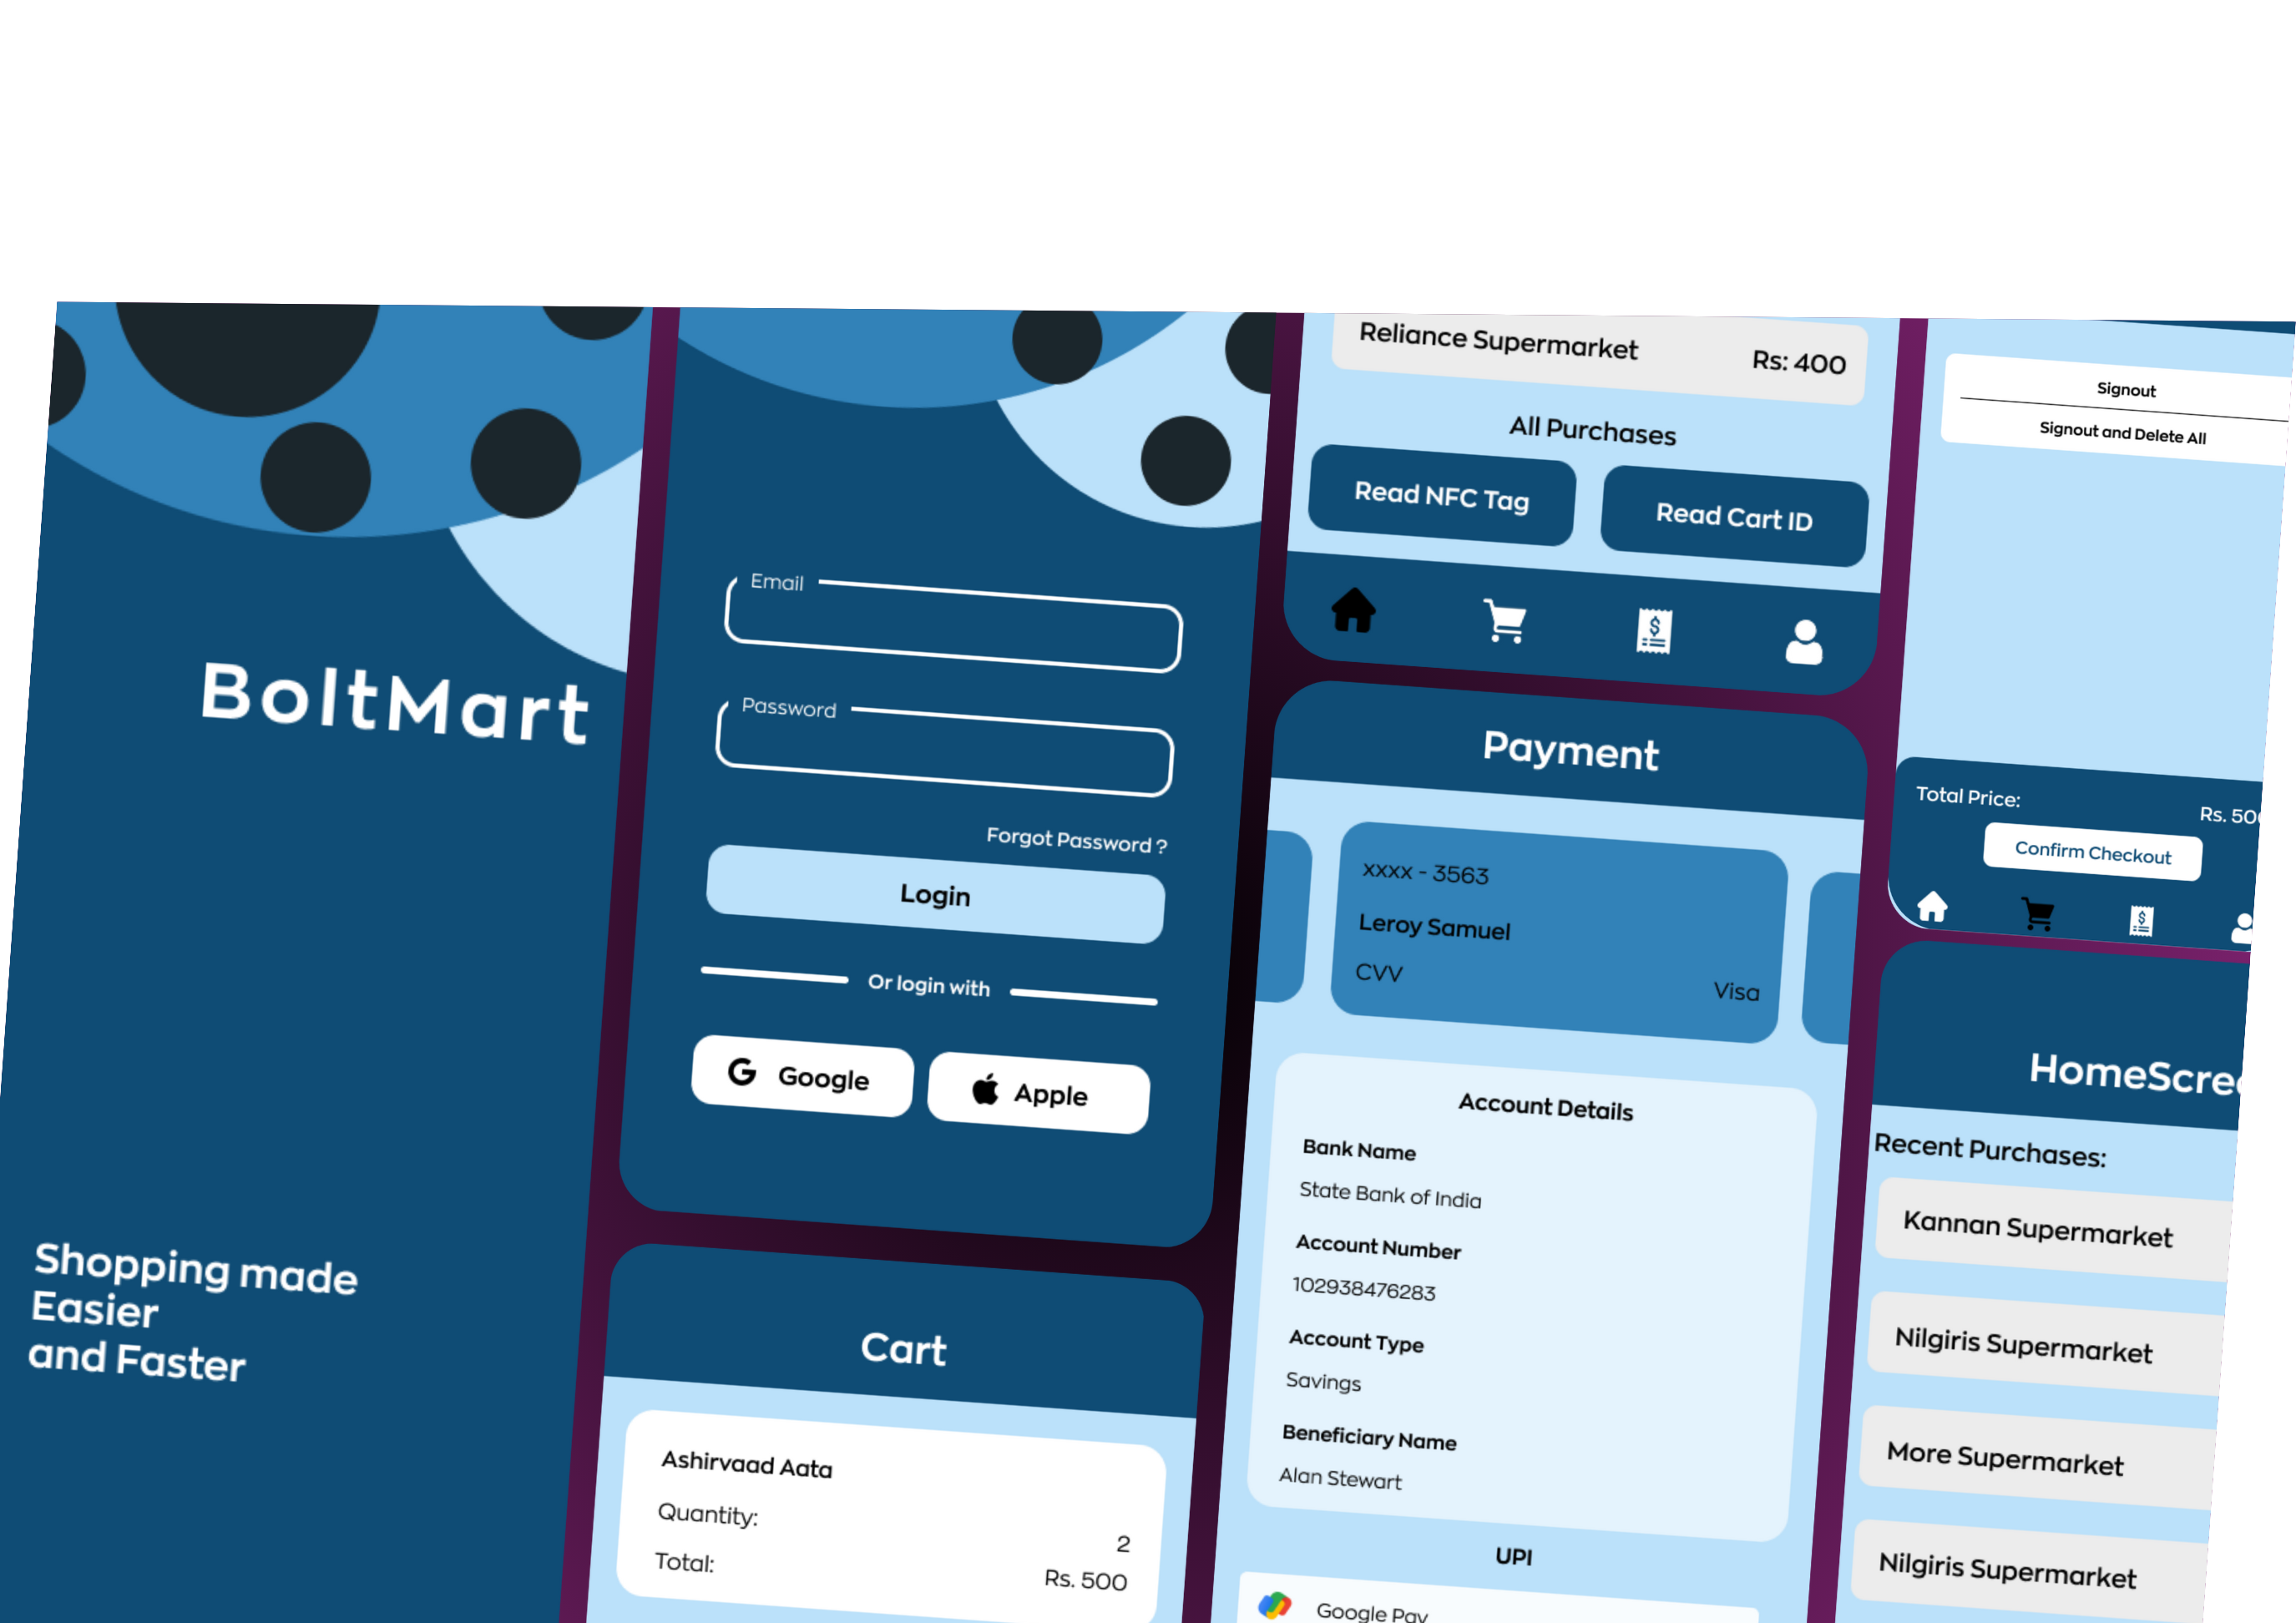 BoltMart
Shopping made
Easier
and Faster
Email
Password
Forgot Password ?
Login
Or login with
Google
Apple
Cart
Ashirvaad Aata
Quantity:
2
Total:
Rs. 500
Reliance Supermarket
Rs: 400
All Purchases
Read NFC Tag
Read Cart ID
Payment
xxxx - 3563
Leroy Samuel
CVV
Visa
Account Details
Bank Name
State Bank of India
Account Number
102938476283
Account Type
Savings
Beneficiary Name
Alan Stewart
UPI
Google Pay
Signout
Signout and Delete All
Total Price:
Rs. 500
Confirm Checkout
HomeScree
Recent Purchases:
Kannan Supermarket
Nilgiris Supermarket
More Supermarket
Nilgiris Supermarket